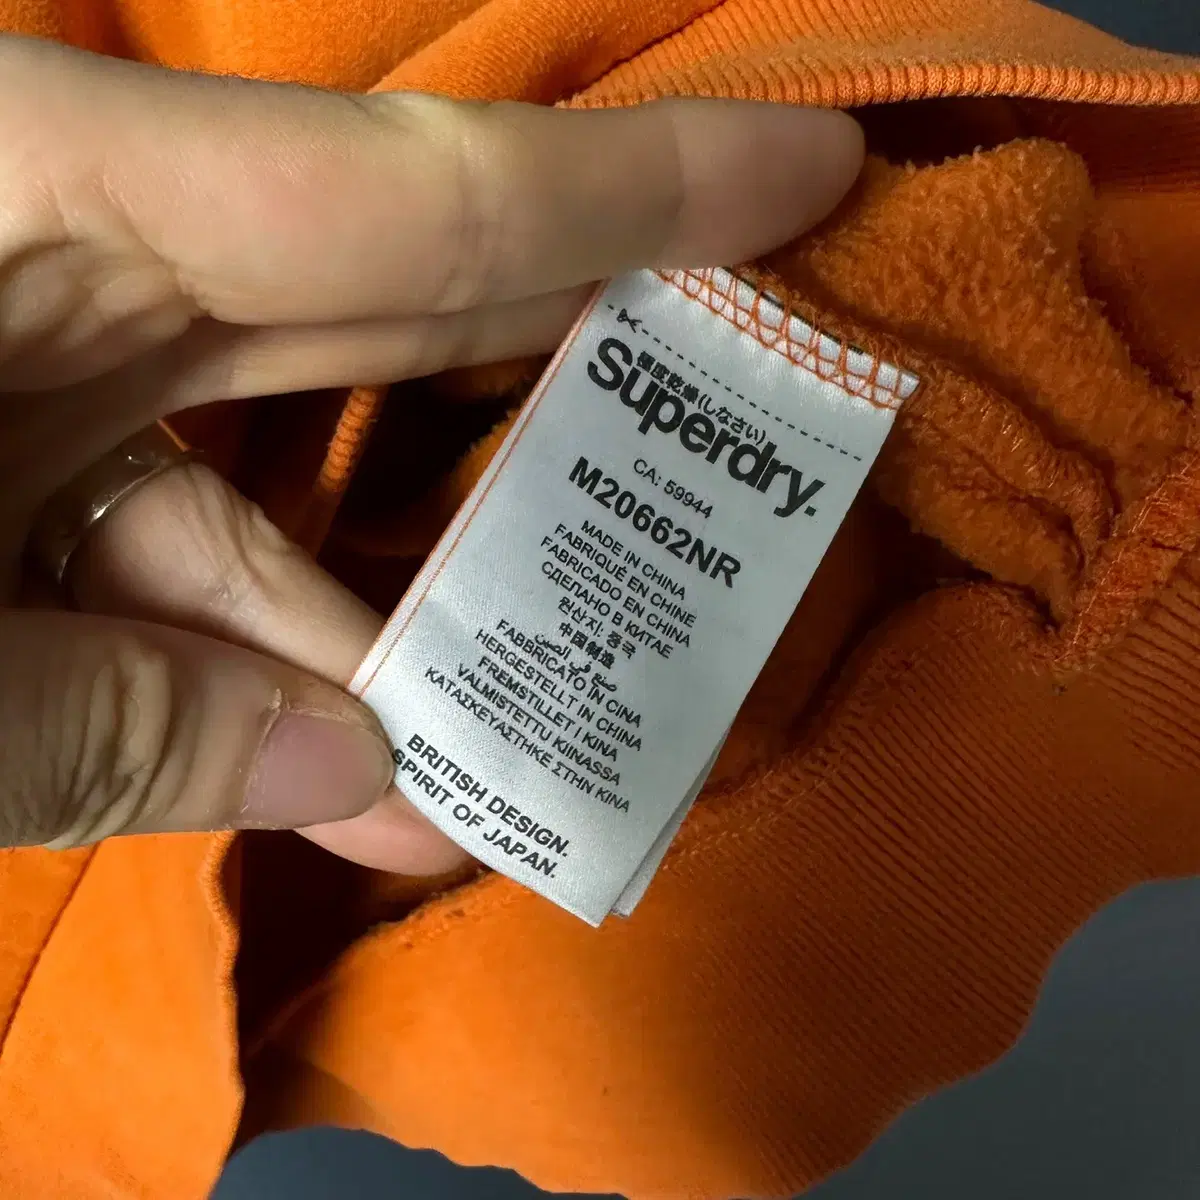 極度乾燥(しなさい)
Superdry.
CA: 59944
M20662NR
MADE IN CHINA
FABRIQUÉ EN CHINE
FABRICADO EN CHINA
СДЕЛАНО В КИТАЕ
원산지: 중국
中国制造
صنع في الصين
FABBRICATO IN CINA
HERGESTELLT IN CHINA
FREMSTILLET I KINA
VALMISTETTU KIINASSA
ΚΑΤΑΣΚΕΥΑΣΤΗΚΕ ΣΤΗΝ ΚΙΝΑ
BRITISH DESIGN.
SPIRIT OF JAPAN.